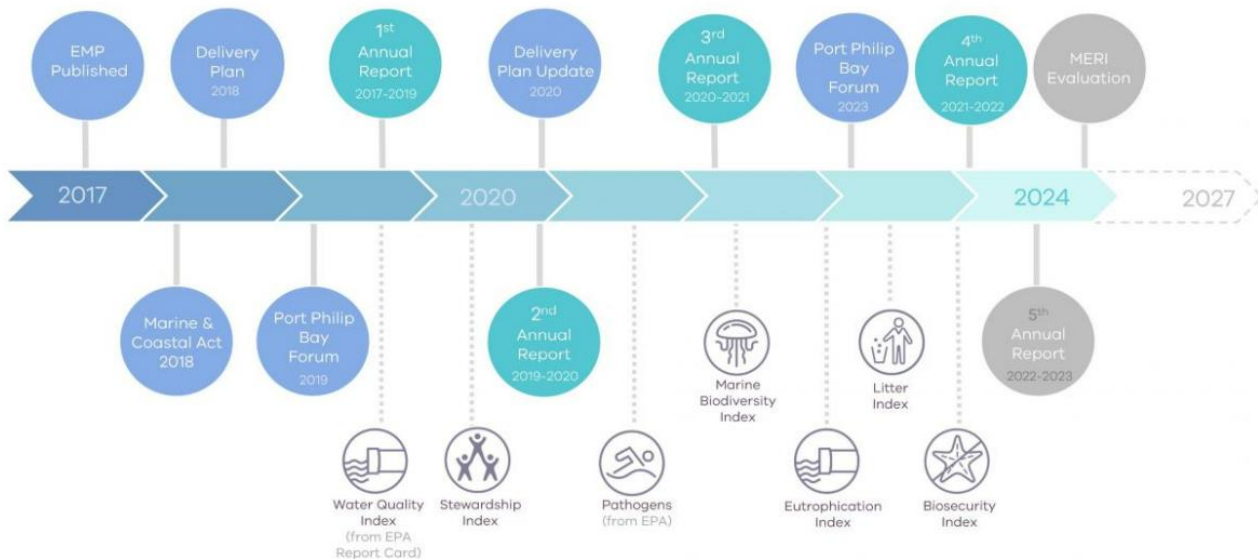 EMP
Published
Delivery
Plan
2018
1st
Annual
Report
2017-2019
Delivery
Plan Update
2020
3rd
Annual
Report
2020-2021
Port Philip
Bay
Forum
2023
4th
Annual
Report
2021-2022
MERI
Evaluation
2017
2020
2024
2027
Marine &
Coastal Act
2018
Port Philip
Bay
Forum
2019
2nd
Annual
Report
2019-2020
5th
Annual
Report
2022-2023
Marine
Biodiversity
Index
Litter
Index
Water Quality
Index
(from EPA
Report Card)
Stewardship
Index
Pathogens
(from EPA)
Eutrophication
Index
Biosecurity
Index